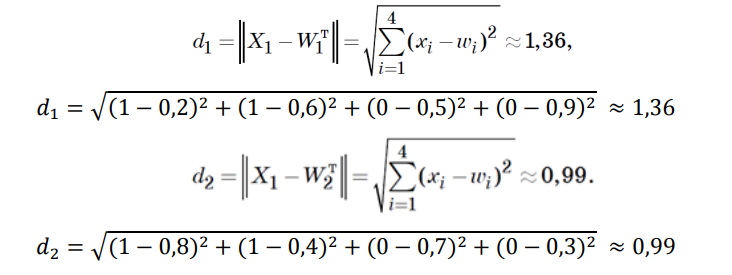 d₁ = ‖X₁ − W₁ᵀ‖ = √(∑ᵢ₌₁⁴ (xᵢ − wᵢ)²) ≈ 1,36,
d₁ = √((1 − 0,2)² + (1 − 0,6)² + (0 − 0,5)² + (0 − 0,9)²) ≈ 1,36
d₂ = ‖X₁ − W₂ᵀ‖ = √(∑ᵢ₌₁⁴ (xᵢ − wᵢ)²) ≈ 0,99.
d₂ = √((1 − 0,8)² + (1 − 0,4)² + (0 − 0,7)² + (0 − 0,3)²) ≈ 0,99